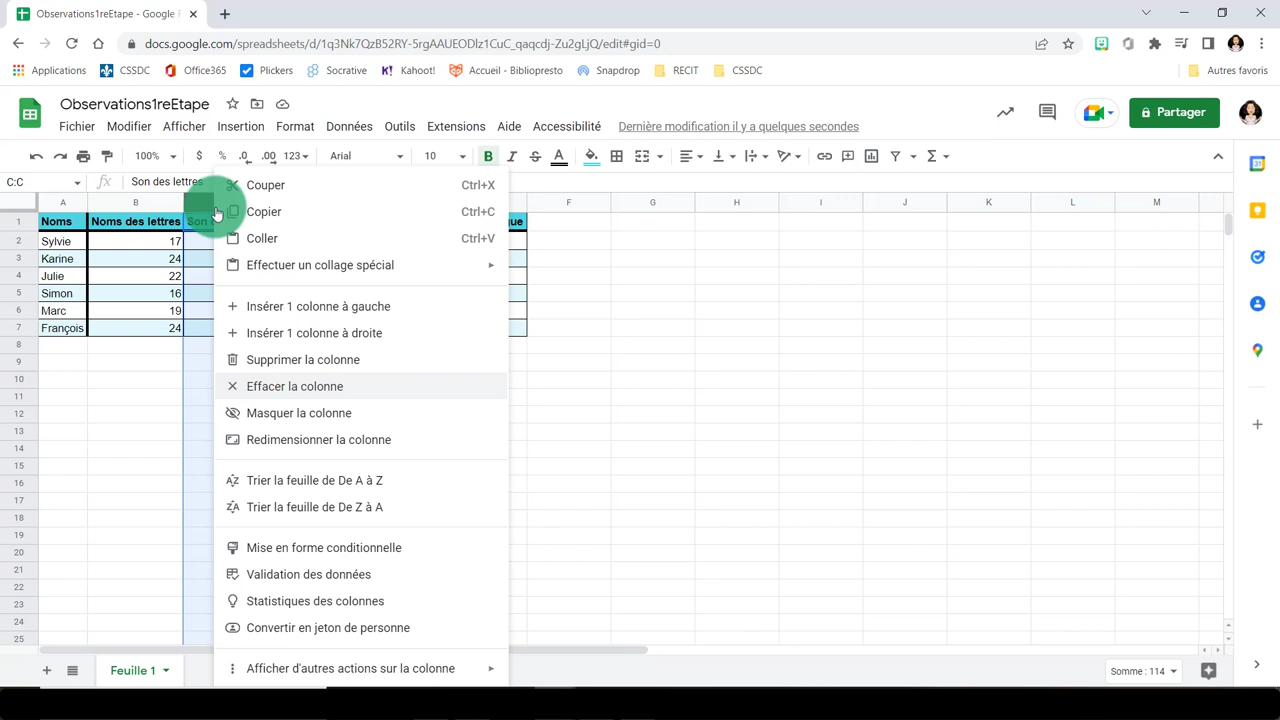 Observations1reEtape - Google F
docs.google.com/spreadsheets/d/1q3Nk7QzB52RY-5rgAAUEODlz1CuC_qaqcdj-Zu2gLjQ/edit#gid=0
Applications CSSDC Office365 Plickers Socrative Kahoot! Accueil - Bibliopresto Snapdrop RECIT CSSDC Autres favoris
Observations1reEtape
Partager
Fichier Modifier Afficher Insertion Format Données Outils Extensions Aide Accessibilité Dernière modification il y a quelques secondes
100% $ % .0 .00 123 Arial 10 B I S A
C:C fx Son des lettres
A B F G H I J K L M
1 Noms Noms des lettres Son
2 Sylvie 17
3 Karine 24
4 Julie 22
5 Simon 16
6 Marc 19
7 François 24
8
9
10
11
12
13
14
15
16
17
18
19
20
21
22
23
24
25
Couper Ctrl+X
Copier Ctrl+C
Coller Ctrl+V
Effectuer un collage spécial
Insérer 1 colonne à gauche
Insérer 1 colonne à droite
Supprimer la colonne
Effacer la colonne
Masquer la colonne
Redimensionner la colonne
Trier la feuille de De A à Z
Trier la feuille de De Z à A
Mise en forme conditionnelle
Validation des données
Statistiques des colonnes
Convertir en jeton de personne
Afficher d'autres actions sur la colonne
Feuille 1
Somme : 114